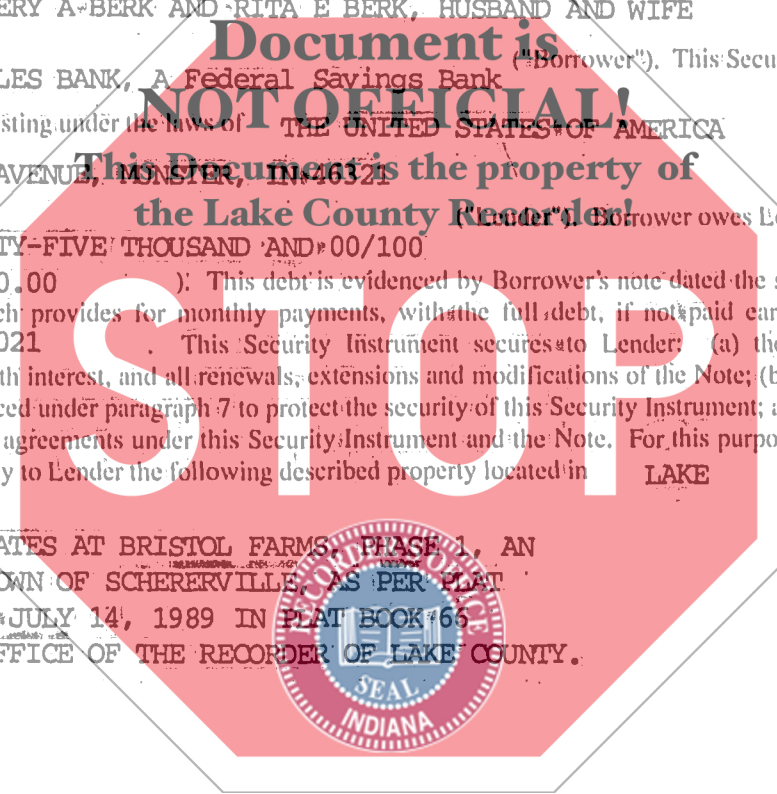 ERY A BERK AND RITA E BERK, HUSBAND AND WIFE
Document is
("Borrower"). This Secu
LES BANK, A Federal Savings Bank
NOT OFFICIAL!
sting under the laws of THE UNITED STATES OF AMERICA
This Document is the property of
AVENUE, MUNSTER, IN 46321
the Lake County Recorder!
("Lender"). Borrower owes Le
TY-FIVE THOUSAND AND 00/100
0.00 ). This debt is evidenced by Borrower's note dated the s
ch provides for monthly payments, with the full debt, if not paid ear
021 . This Security Instrument secures to Lender: (a) the
th interest, and all renewals, extensions and modifications of the Note; (b
ced under paragraph 7 to protect the security of this Security Instrument; a
agreements under this Security Instrument and the Note. For this purpo
y to Lender the following described property located in LAKE
STOP
ATES AT BRISTOL FARMS, PHASE 1, AN
OWN OF SCHERERVILLE, AS PER PLAT
JULY 14, 1989 IN PLAT BOOK 66
FFICE OF THE RECORDER OF LAKE COUNTY.
RECORDER'S OFFICE
SEAL
INDIANA